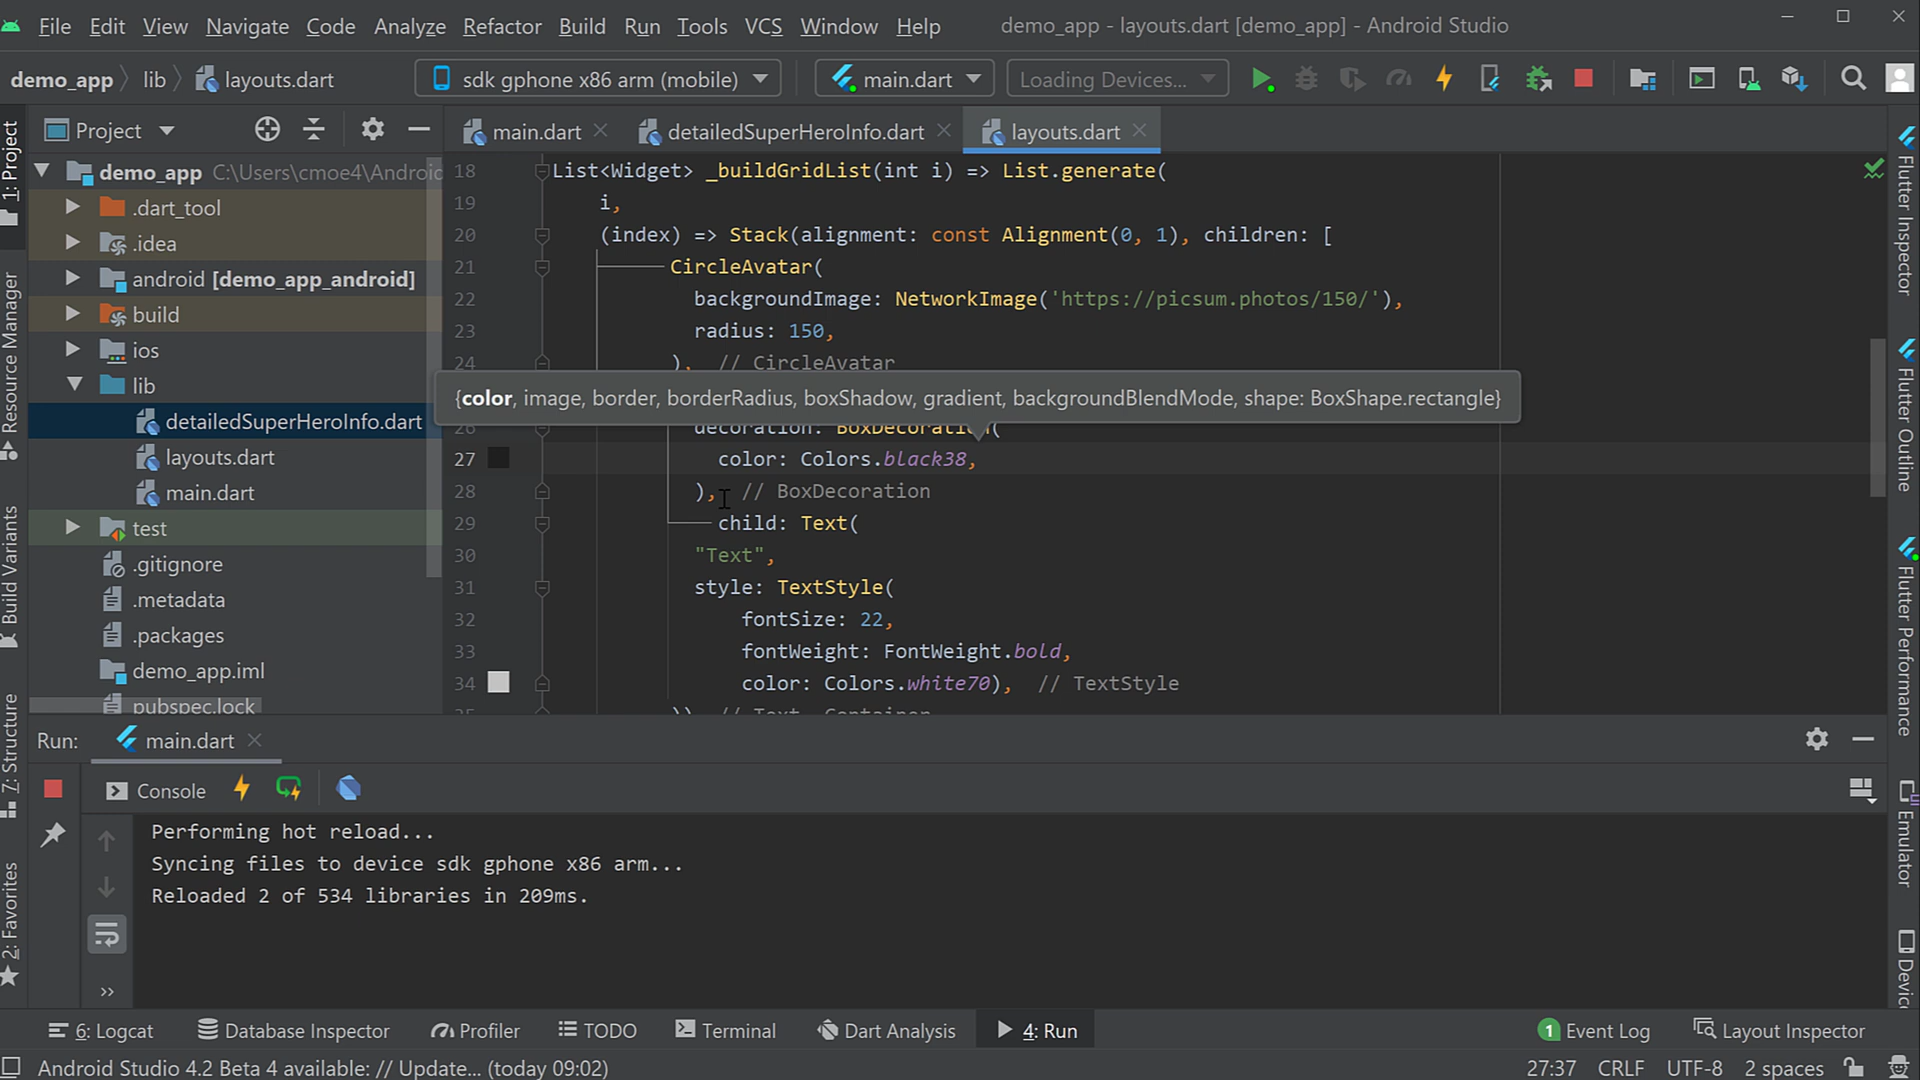 File Edit View Navigate Code Analyze Refactor Build Run Tools VCS Window Help demo_app - layouts.dart [demo_app] - Android Studio
demo_app lib layouts.dart sdk gphone x86 arm (mobile) main.dart Loading Devices...
Project main.dart detailedSuperHeroInfo.dart layouts.dart
demo_app C:\Users\cmoe4\Android
.dart_tool
.idea
android [demo_app_android]
build
ios
lib
detailedSuperHeroInfo.dart
layouts.dart
main.dart
test
.gitignore
.metadata
.packages
demo_app.iml
pubspec.lock
18 List<Widget> _buildGridList(int i) => List.generate(
19 i,
20 (index) => Stack(alignment: const Alignment(0, 1), children: [
21 CircleAvatar(
22 backgroundImage: NetworkImage('https://picsum.photos/150/'),
23 radius: 150,
24 ), // CircleAvatar
{color, image, border, borderRadius, boxShadow, gradient, backgroundBlendMode, shape: BoxShape.rectangle}
26 decoration: BoxDecoration(
27 color: Colors.black38,
28 ), // BoxDecoration
29 child: Text(
30 "Text",
31 style: TextStyle(
32 fontSize: 22,
33 fontWeight: FontWeight.bold,
34 color: Colors.white70), // TextStyle
35 )), // Text, Container
1: Project
Resource Manager
Build Variants
7: Structure
2: Favorites
Flutter Inspector
Flutter Outline
Flutter Performance
Emulator
Run: main.dart
Console
Performing hot reload...
Syncing files to device sdk gphone x86 arm...
Reloaded 2 of 534 libraries in 209ms.
6: Logcat Database Inspector Profiler TODO Terminal Dart Analysis 4: Run 1 Event Log Layout Inspector
Android Studio 4.2 Beta 4 available: // Update... (today 09:02) 27:37 CRLF UTF-8 2 spaces